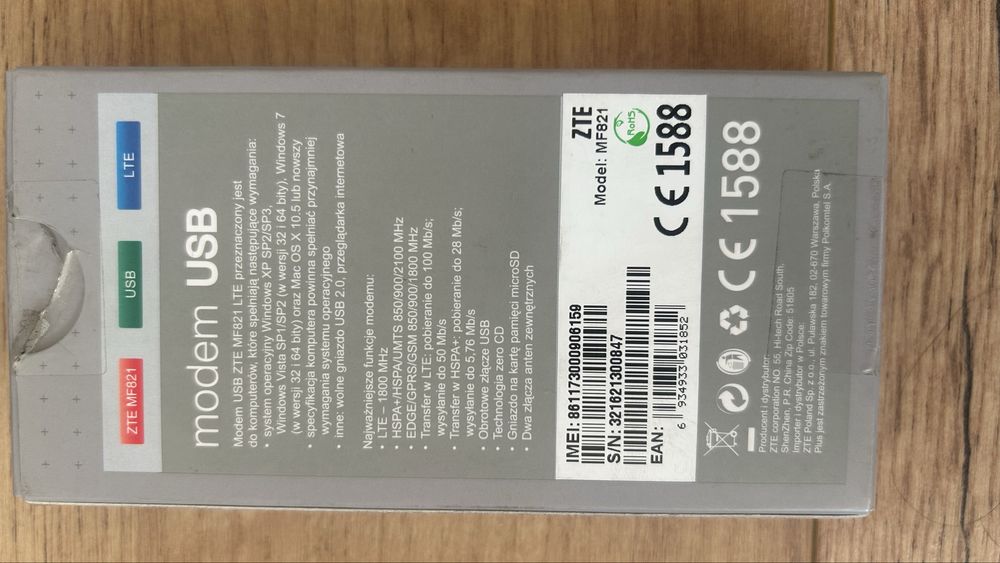 ZTE MF821
USB
LTE
modem USB
Modem USB ZTE MF821 LTE przeznaczony jest
do komputerów, które spełniają następujące wymagania:
• system operacyjny Windows XP SP2/SP3,
Windows Vista SP1/SP2 (w wersji 32 i 64 bity), Windows 7
(w wersji 32 i 64 bity) oraz Mac OS X 10.5 lub nowszy
• specyfikacja komputera powinna spełniać przynajmniej
wymagania systemu operacyjnego
• inne: wolne gniazdo USB 2.0, przeglądarka internetowa
Najważniejsze funkcje modemu:
• LTE – 1800 MHz
• HSPA+/HSPA/UMTS 850/900/2100 MHz
• EDGE/GPRS/GSM 850/900/1800 MHz
• Transfer w LTE: pobieranie do 100 Mb/s;
wysyłanie do 50 Mb/s
• Transfer w HSPA+: pobieranie do 28 Mb/s;
wysyłanie do 5,76 Mb/s
• Obrotowe złącze USB
• Technologia zero CD
• Gniazdo na kartę pamięci microSD
• Dwa złącza anten zewnętrznych
ZTE
Model: MF821
RoHS
CE 1588
IMEI: 861173000906159
S/N: 321621300847
EAN:
6 934933 031852
CE 1588
Producent i dystrybutor:
ZTE corporation NO. 55, Hi-tech Road South,
ShenZhen, P.R. China Zip Code: 51805
Importer i dystrybutor w Polsce:
ZTE Poland Sp. z o.o., ul. Puławska 182, 02-670 Warszawa, Polska
Plus jest zastrzeżonym znakiem towarowym firmy Polkomtel S.A.